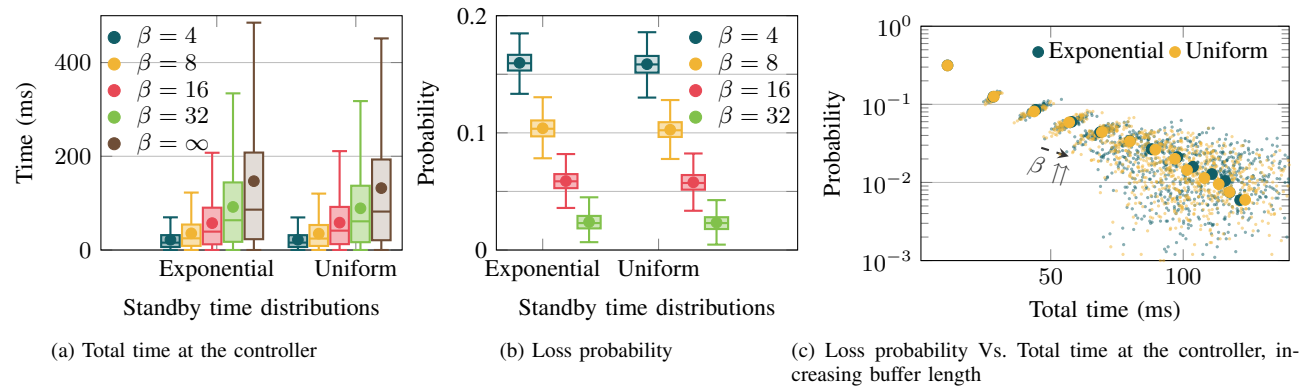 Time (ms)
400
200
0
β = 4
β = 8
β = 16
β = 32
β = ∞
Exponential Uniform
Standby time distributions
(a) Total time at the controller
Probability
0.2
0.1
0
β = 4
β = 8
β = 16
β = 32
Exponential Uniform
Standby time distributions
(b) Loss probability
Probability
10⁰
10⁻¹
10⁻²
10⁻³
Exponential Uniform
β ⇈
50 100
Total time (ms)
(c) Loss probability Vs. Total time at the controller, in-
creasing buffer length